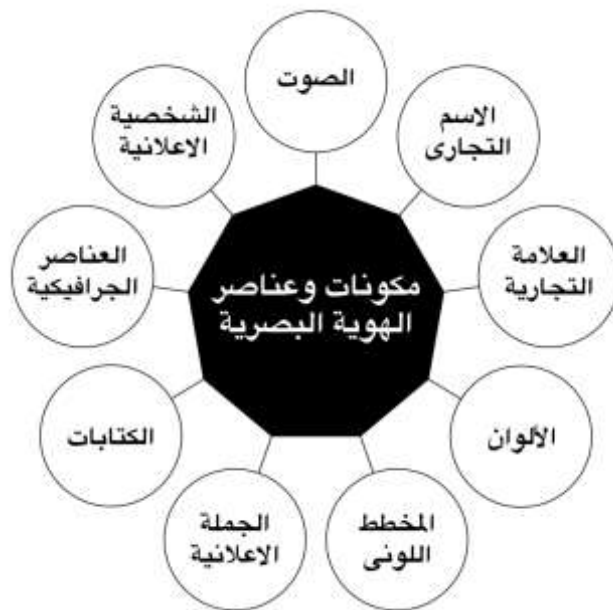 الصوت
الاسم
التجارى
العلامة
التجارية
الألوان
المخطط
اللونى
الجملة
الاعلانية
الكتابات
العناصر
الجرافيكية
الشخصية
الاعلانية
مكونات وعناصر
الهوية البصرية